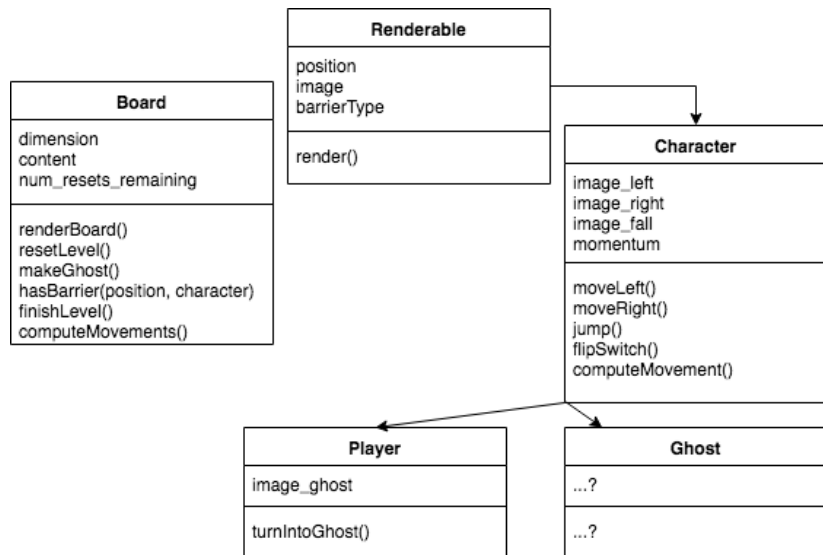 Renderable
position
image
barrierType
render()
Board
dimension
content
num_resets_remaining
renderBoard()
resetLevel()
makeGhost()
hasBarrier(position, character)
finishLevel()
computeMovements()
Character
image_left
image_right
image_fall
momentum
moveLeft()
moveRight()
jump()
flipSwitch()
computeMovement()
Player
image_ghost
turnIntoGhost()
Ghost
...?
...?